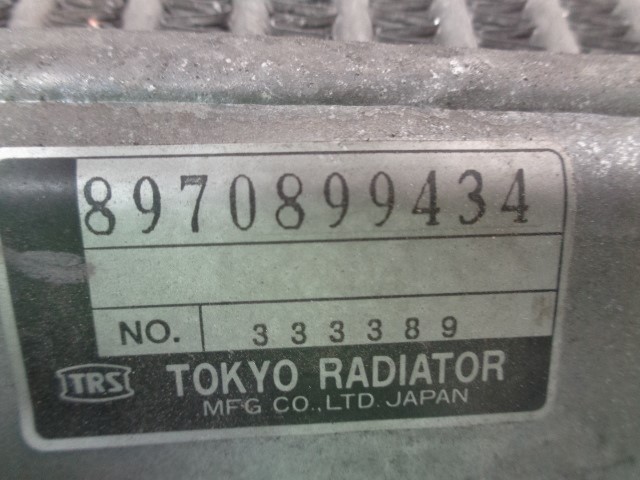 8970899434
NO. 333389
TRS TOKYO RADIATOR
MFG CO.,LTD. JAPAN